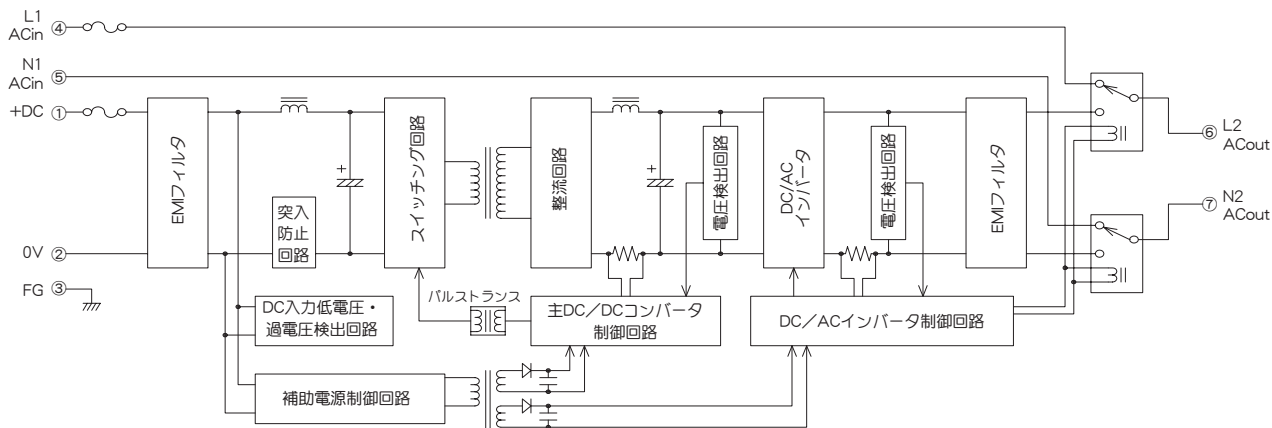 L1
ACin ④
N1
ACin ⑤
+DC ①
0V ②
FG ③
EMIフィルタ
突入
防止
回路
+
スイッチング回路
整流回路
+
電圧検出回路
DC/AC
インバータ
電圧検出回路
EMIフィルタ
⑥ L2
ACout
⑦ N2
ACout
DC入力低電圧・
過電圧検出回路
パルストランス
主DC/DCコンバータ
制御回路
DC/ACインバータ制御回路
補助電源制御回路